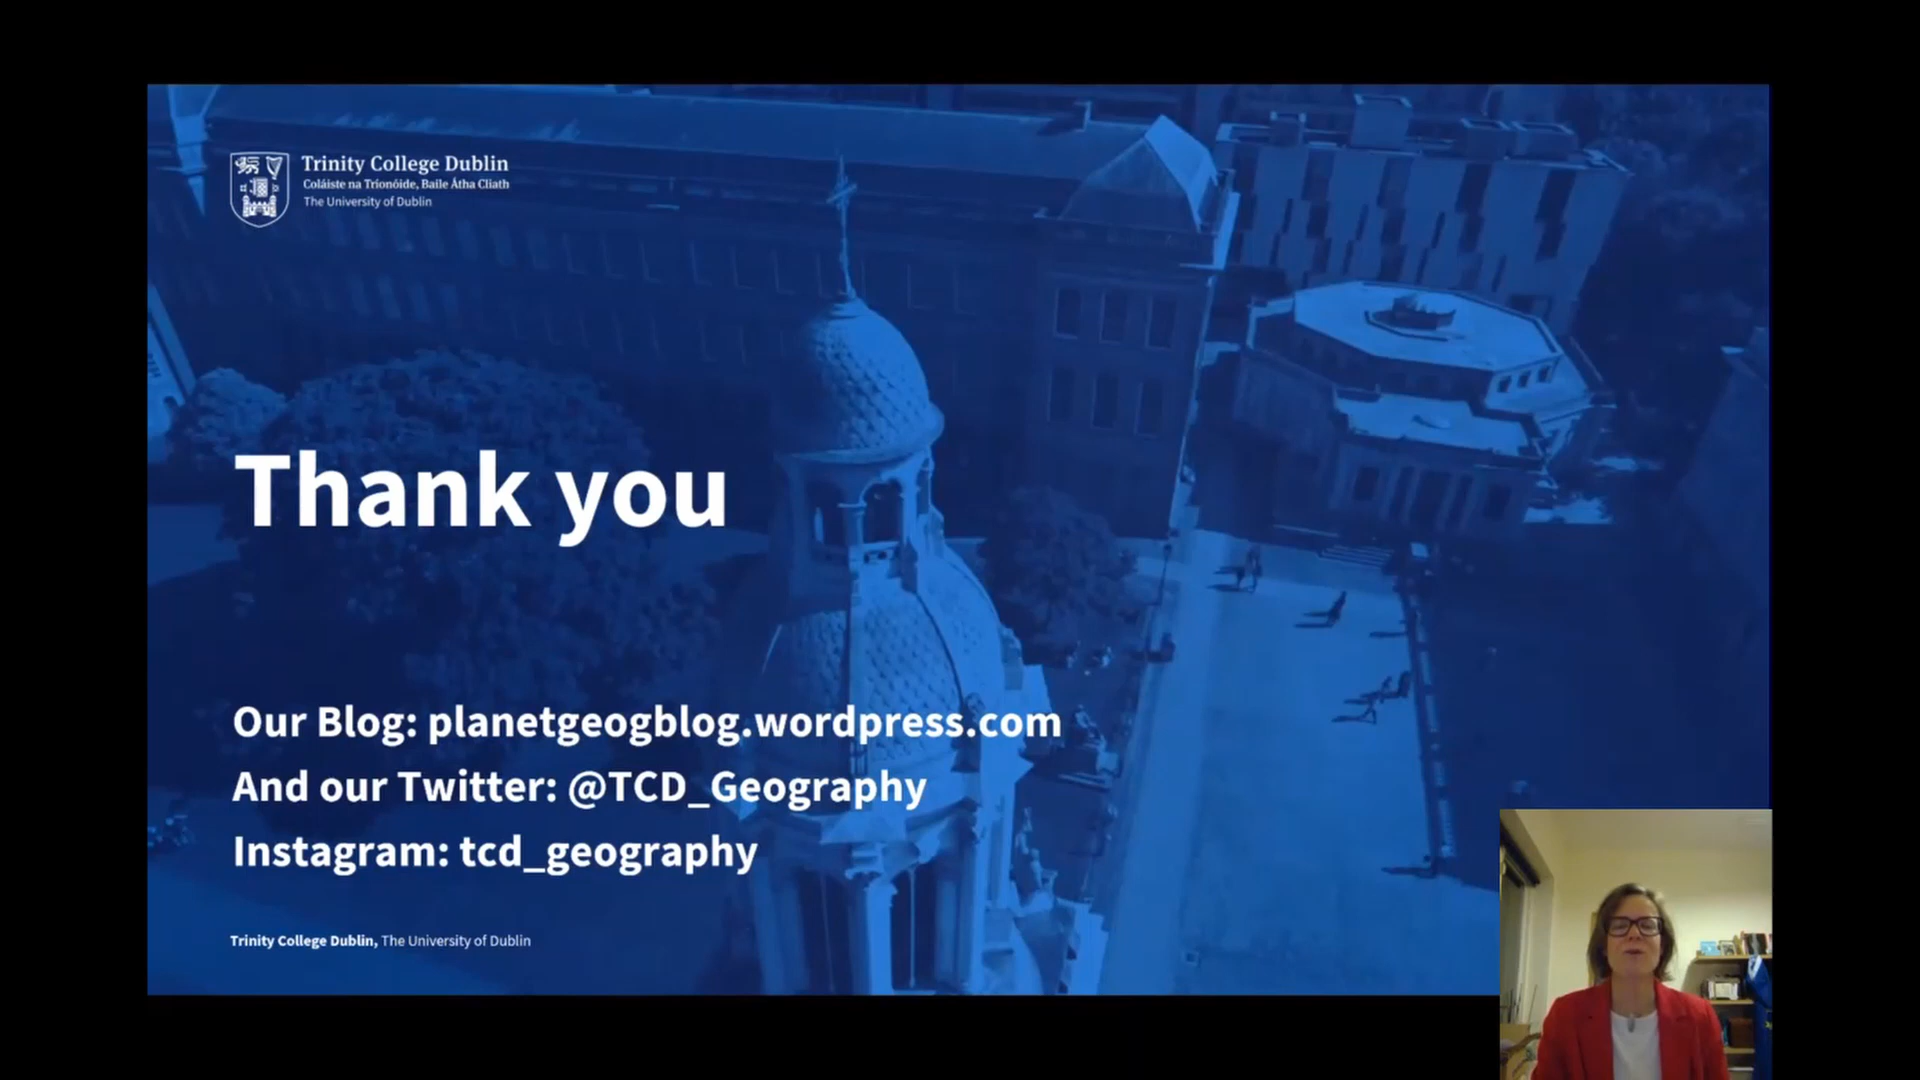 Trinity College Dublin
Coláiste na Tríonóide, Baile Átha Cliath
The University of Dublin
Thank you
Our Blog: planetgeogblog.wordpress.com
And our Twitter: @TCD_Geography
Instagram: tcd_geography
Trinity College Dublin, The University of Dublin